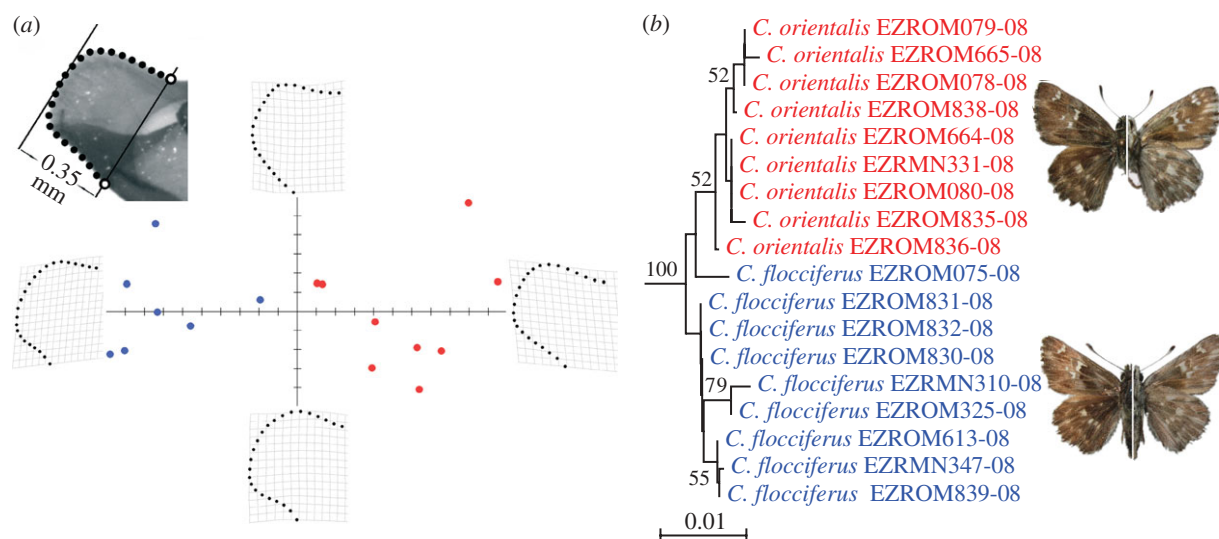 (a)
0.35
mm
(b)
C. orientalis EZROM079-08
C. orientalis EZROM665-08
52
C. orientalis EZROM078-08
C. orientalis EZROM838-08
C. orientalis EZROM664-08
C. orientalis EZRMN331-08
52
C. orientalis EZROM080-08
C. orientalis EZROM835-08
C. orientalis EZROM836-08
100
C. flocciferus EZROM075-08
C. flocciferus EZROM831-08
C. flocciferus EZROM832-08
C. flocciferus EZROM830-08
79
C. flocciferus EZRMN310-08
C. flocciferus EZROM325-08
C. flocciferus EZROM613-08
C. flocciferus EZRMN347-08
55
C. flocciferus EZROM839-08
0.01